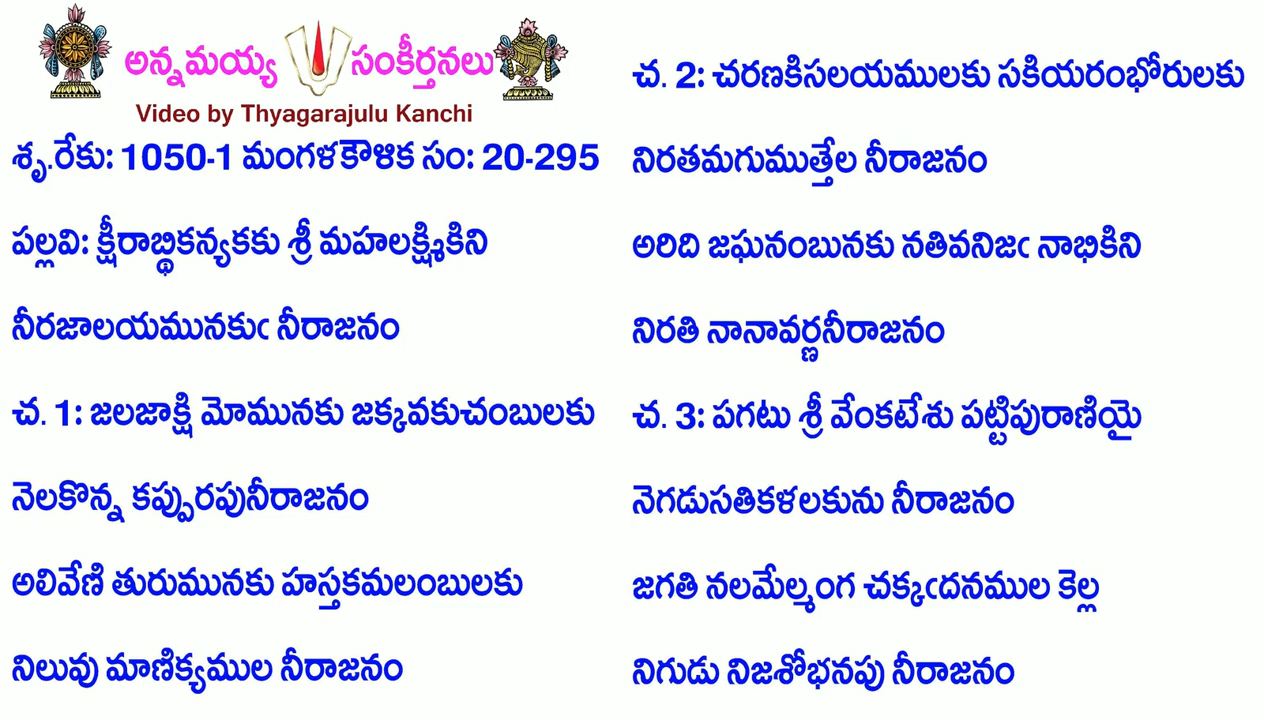 అన్నమయ్య సంకీర్తనలు
Video by Thyagarajulu Kanchi
శృ.రేకు: 1050-1 మంగళకౌళిక సం: 20-295
పల్లవి: క్షీరాబ్ధికన్యకకు శ్రీ మహలక్ష్మికిని
నీరజాలయమునకుఁ నీరాజనం
చ. 1: జలజాక్షి మోమునకు జక్కవకుచంబులకు
నెలకొన్న కప్పురపునీరాజనం
అలివేణి తురుమునకు హస్తకమలంబులకు
నిలువు మాణిక్యముల నీరాజనం
చ. 2: చరణకిసలయములకు సకియరంభోరులకు
నిరతమగుముత్తేల నీరాజనం
అరిది జఘనంబునకు నతివనిజఁ నాభికిని
నిరతి నానావర్ణనీరాజనం
చ. 3: పగటు శ్రీ వేంకటేశు పట్టిపురాణియై
నెగడుసతికళలకును నీరాజనం
జగతి నలమేల్మంగ చక్కఁదనముల కెల్ల
నిగుడు నిజశోభనపు నీరాజనం